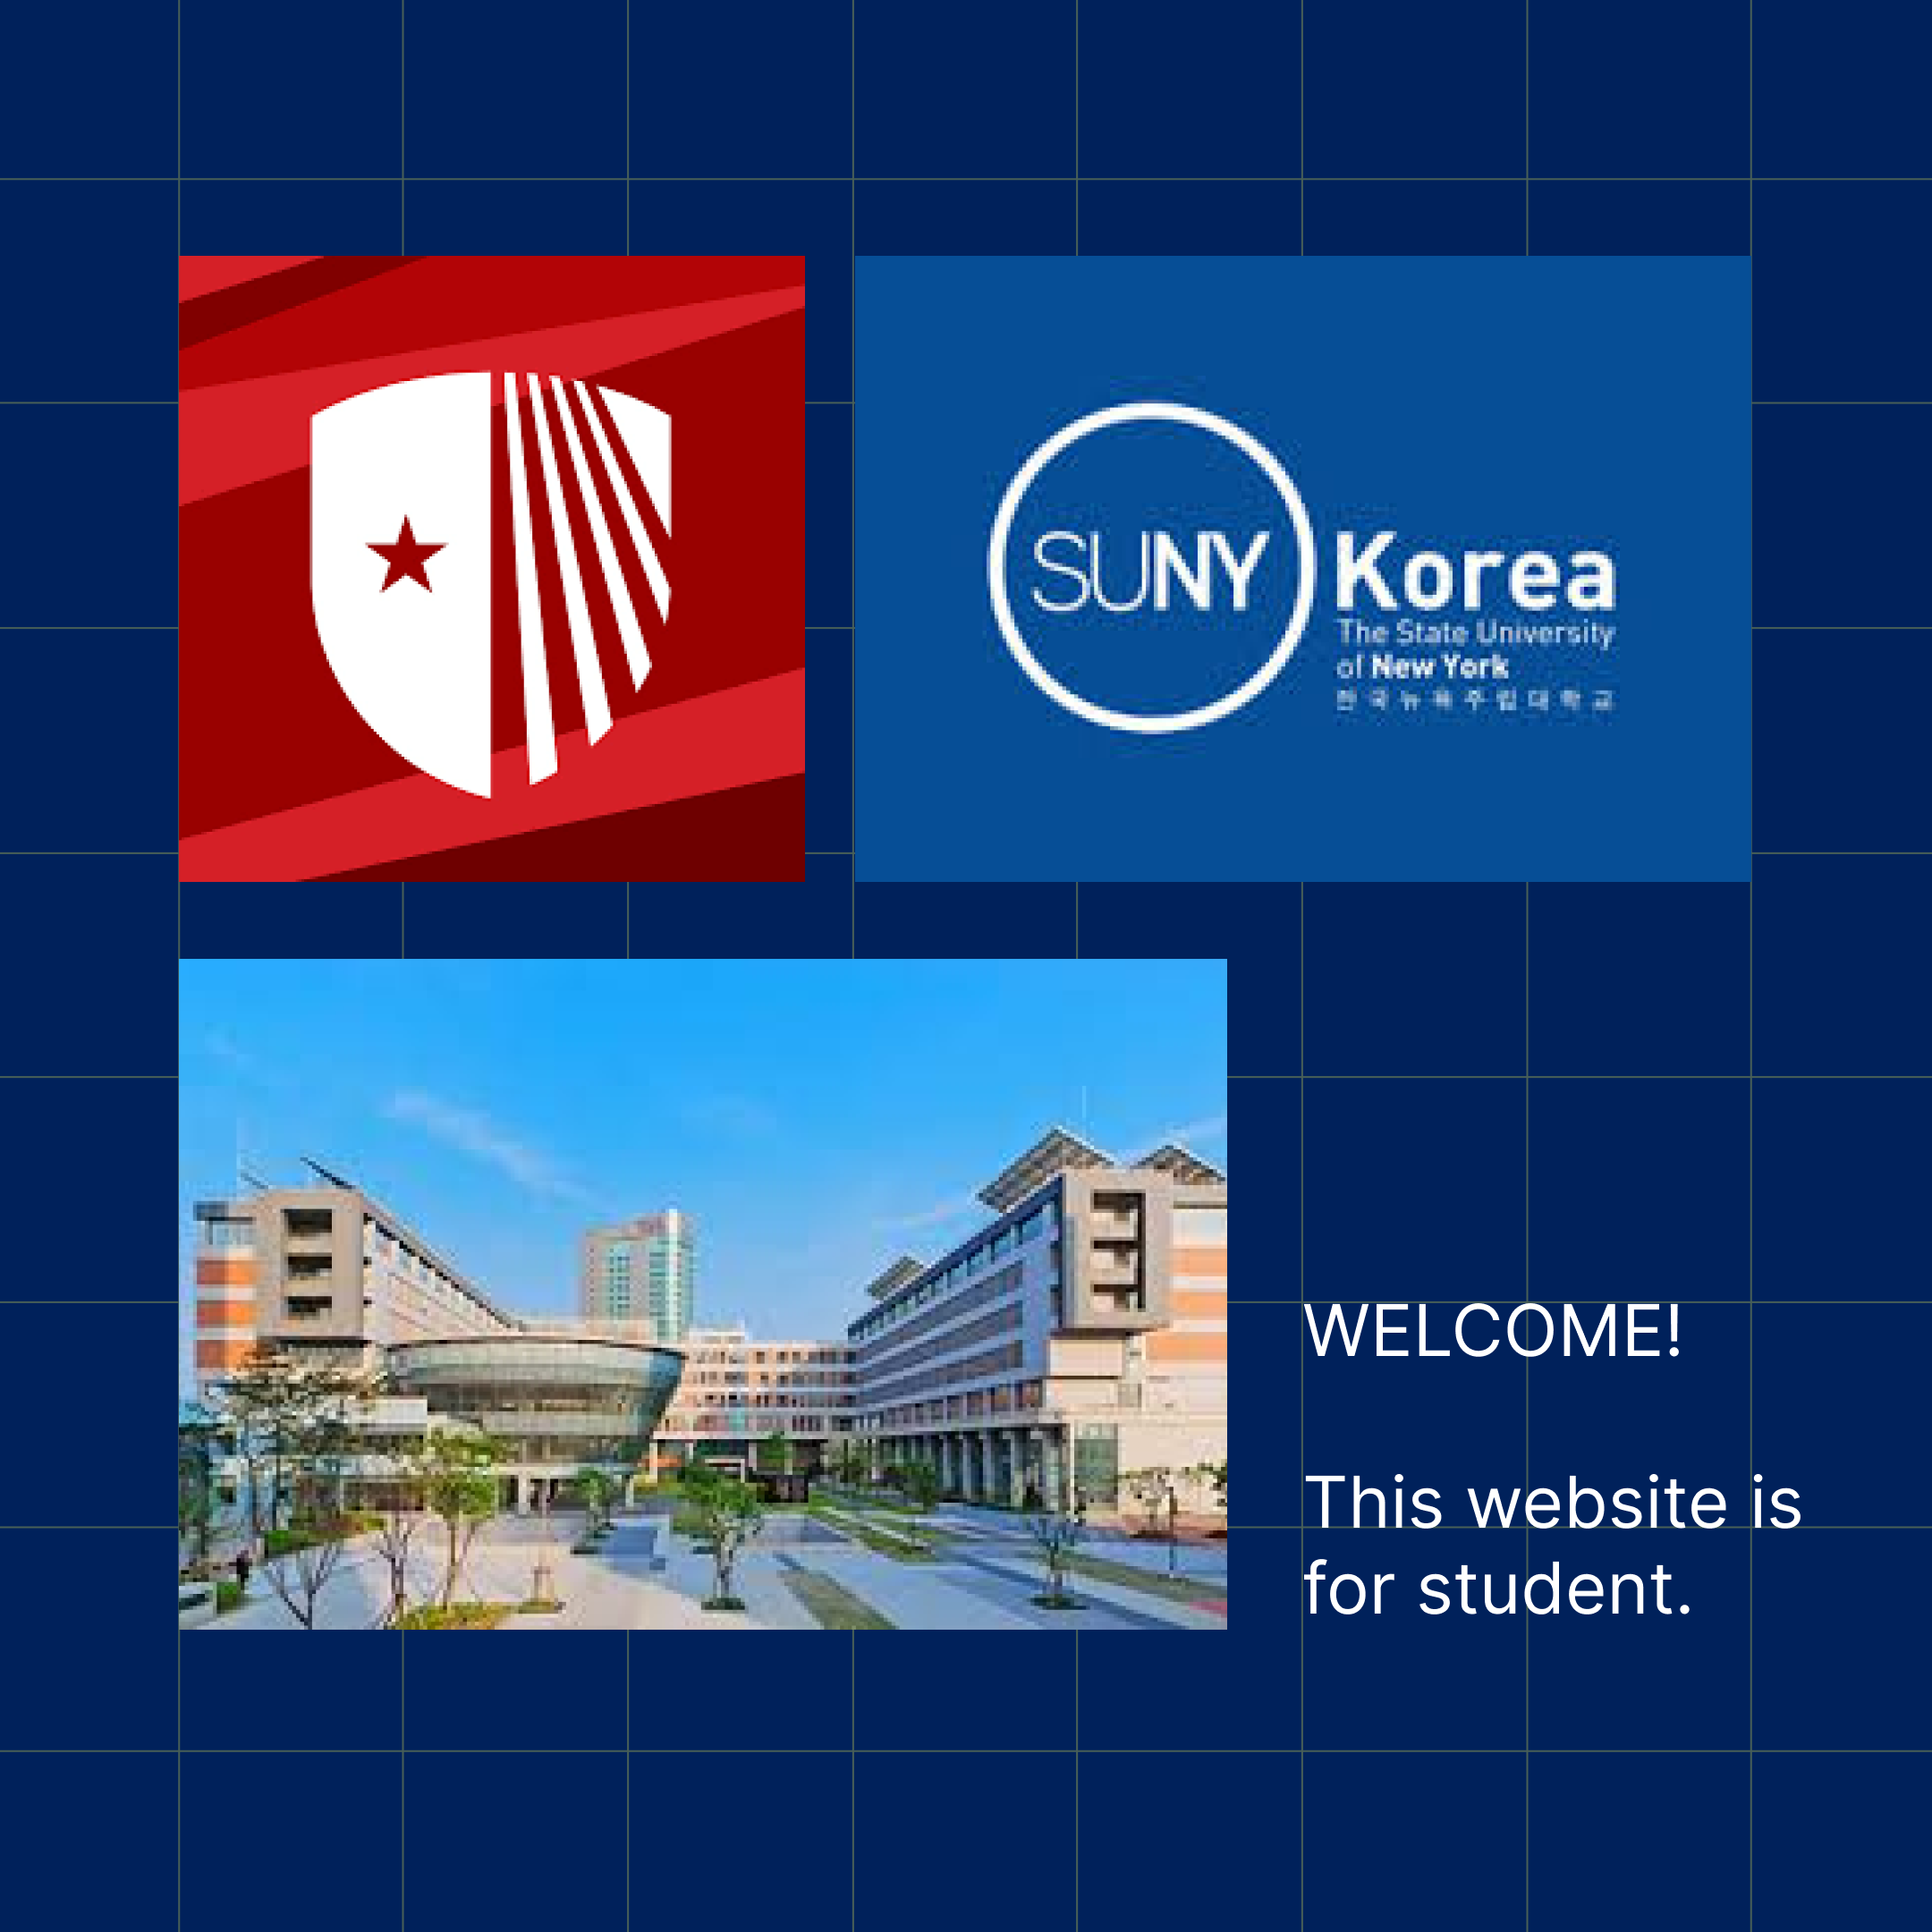 SUNY Korea
The State University
of New York
한국뉴욕주립대학교
WELCOME!
This website is
for student.